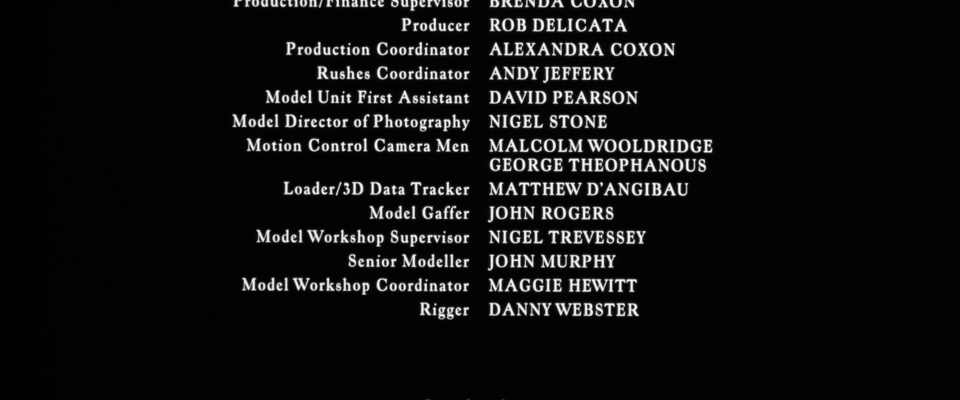 Production/Finance Supervisor BRENDA COXON
Producer ROB DELICATA
Production Coordinator ALEXANDRA COXON
Rushes Coordinator ANDY JEFFERY
Model Unit First Assistant DAVID PEARSON
Model Director of Photography NIGEL STONE
Motion Control Camera Men MALCOLM WOOLDRIDGE
GEORGE THEOPHANOUS
Loader/3D Data Tracker MATTHEW D'ANGIBAU
Model Gaffer JOHN ROGERS
Model Workshop Supervisor NIGEL TREVESSEY
Senior Modeller JOHN MURPHY
Model Workshop Coordinator MAGGIE HEWITT
Rigger DANNY WEBSTER